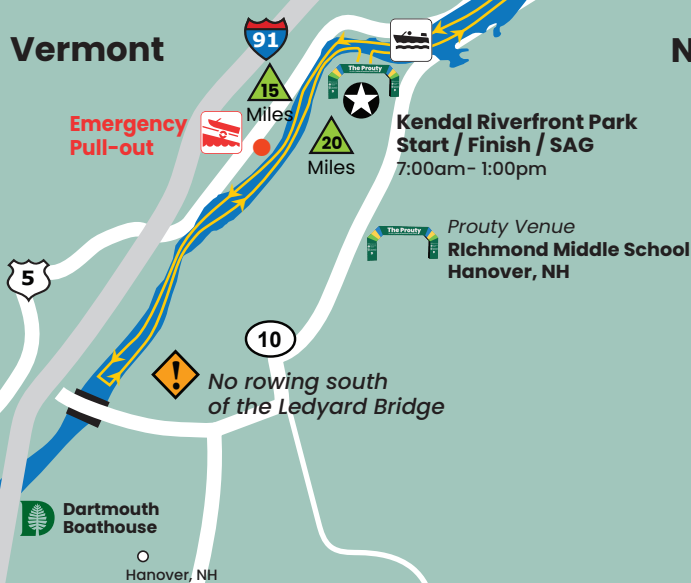 Vermont
N
91
15
Miles
The Prouty
20
Miles
Emergency
Pull-out
Kendal Riverfront Park
Start / Finish / SAG
7:00am- 1:00pm
The Prouty
Prouty Venue
RIchmond Middle School
Hanover, NH
5
10
!
No rowing south
of the Ledyard Bridge
D
Dartmouth
Boathouse
Hanover, NH